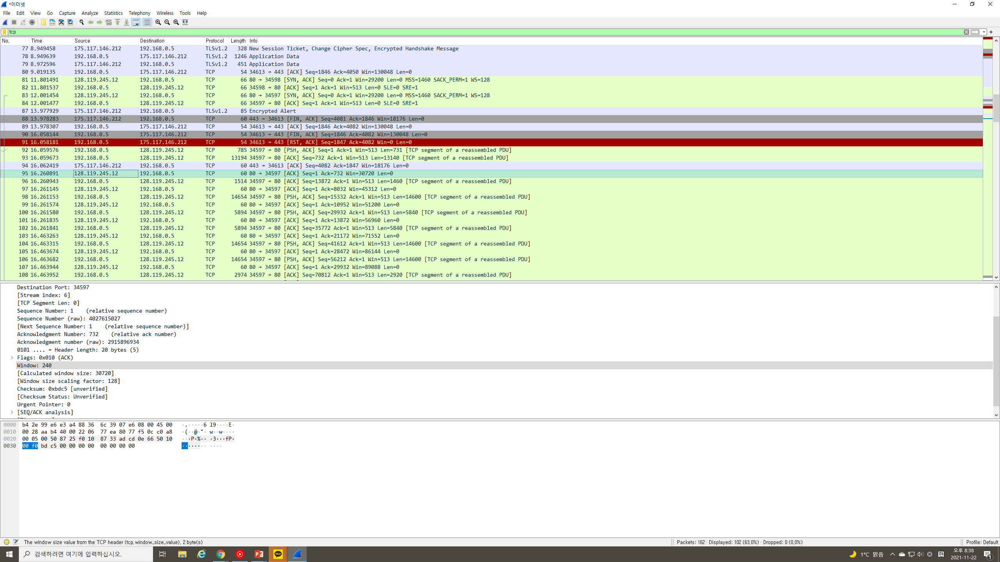 *이더넷
File Edit View Go Capture Analyze Statistics Telephony Wireless Tools Help
tcp
No. Time Source Destination Protocol Length Info
77 8.949458 175.117.146.212 192.168.0.5 TLSv1.2 328 New Session Ticket, Change Cipher Spec, Encrypted Handshake Message
78 8.949639 192.168.0.5 175.117.146.212 TLSv1.2 1246 Application Data
79 8.972596 175.117.146.212 192.168.0.5 TLSv1.2 451 Application Data
80 9.019135 192.168.0.5 175.117.146.212 TCP 54 34613 → 443 [ACK] Seq=1846 Ack=4050 Win=130048 Len=0
81 11.801491 128.119.245.12 192.168.0.5 TCP 66 80 → 34598 [SYN, ACK] Seq=0 Ack=1 Win=29200 Len=0 MSS=1460 SACK_PERM=1 WS=128
82 11.801537 192.168.0.5 128.119.245.12 TCP 66 34598 → 80 [ACK] Seq=1 Ack=1 Win=513 Len=0 SLE=0 SRE=1
83 12.001454 128.119.245.12 192.168.0.5 TCP 66 80 → 34597 [SYN, ACK] Seq=0 Ack=1 Win=29200 Len=0 MSS=1460 SACK_PERM=1 WS=128
84 12.001477 192.168.0.5 128.119.245.12 TCP 66 34597 → 80 [ACK] Seq=1 Ack=1 Win=513 Len=0 SLE=0 SRE=1
87 13.977929 175.117.146.212 192.168.0.5 TLSv1.2 85 Encrypted Alert
88 13.978283 175.117.146.212 192.168.0.5 TCP 60 443 → 34613 [FIN, ACK] Seq=4081 Ack=1846 Win=18176 Len=0
89 13.978307 192.168.0.5 175.117.146.212 TCP 54 34613 → 443 [ACK] Seq=1846 Ack=4082 Win=130048 Len=0
90 16.058144 192.168.0.5 175.117.146.212 TCP 54 34613 → 443 [FIN, ACK] Seq=1846 Ack=4082 Win=130048 Len=0
91 16.058181 192.168.0.5 175.117.146.212 TCP 54 34613 → 443 [RST, ACK] Seq=1847 Ack=4082 Win=0 Len=0
92 16.059576 192.168.0.5 128.119.245.12 TCP 785 34597 → 80 [PSH, ACK] Seq=1 Ack=1 Win=513 Len=731 [TCP segment of a reassembled PDU]
93 16.059673 192.168.0.5 128.119.245.12 TCP 13194 34597 → 80 [ACK] Seq=732 Ack=1 Win=513 Len=13140 [TCP segment of a reassembled PDU]
94 16.062419 175.117.146.212 192.168.0.5 TCP 60 443 → 34613 [ACK] Seq=4082 Ack=1847 Win=18176 Len=0
95 16.260891 128.119.245.12 192.168.0.5 TCP 60 80 → 34597 [ACK] Seq=1 Ack=732 Win=30720 Len=0
96 16.260943 192.168.0.5 128.119.245.12 TCP 1514 34597 → 80 [ACK] Seq=13872 Ack=1 Win=513 Len=1460 [TCP segment of a reassembled PDU]
97 16.261145 128.119.245.12 192.168.0.5 TCP 60 80 → 34597 [ACK] Seq=1 Ack=8032 Win=45312 Len=0
98 16.261153 192.168.0.5 128.119.245.12 TCP 14654 34597 → 80 [PSH, ACK] Seq=15332 Ack=1 Win=513 Len=14600 [TCP segment of a reassembled PDU]
99 16.261574 128.119.245.12 192.168.0.5 TCP 60 80 → 34597 [ACK] Seq=1 Ack=10952 Win=51200 Len=0
100 16.261580 192.168.0.5 128.119.245.12 TCP 5894 34597 → 80 [PSH, ACK] Seq=29932 Ack=1 Win=513 Len=5840 [TCP segment of a reassembled PDU]
101 16.261835 128.119.245.12 192.168.0.5 TCP 60 80 → 34597 [ACK] Seq=1 Ack=13872 Win=56960 Len=0
102 16.261841 192.168.0.5 128.119.245.12 TCP 5894 34597 → 80 [ACK] Seq=35772 Ack=1 Win=513 Len=5840 [TCP segment of a reassembled PDU]
103 16.463263 128.119.245.12 192.168.0.5 TCP 60 80 → 34597 [ACK] Seq=1 Ack=21172 Win=71552 Len=0
104 16.463315 192.168.0.5 128.119.245.12 TCP 14654 34597 → 80 [PSH, ACK] Seq=41612 Ack=1 Win=513 Len=14600 [TCP segment of a reassembled PDU]
105 16.463674 128.119.245.12 192.168.0.5 TCP 60 80 → 34597 [ACK] Seq=1 Ack=28472 Win=86144 Len=0
106 16.463682 192.168.0.5 128.119.245.12 TCP 14654 34597 → 80 [PSH, ACK] Seq=56212 Ack=1 Win=513 Len=14600 [TCP segment of a reassembled PDU]
107 16.463944 128.119.245.12 192.168.0.5 TCP 60 80 → 34597 [ACK] Seq=1 Ack=29932 Win=89088 Len=0
108 16.463952 192.168.0.5 128.119.245.12 TCP 2974 34597 → 80 [ACK] Seq=70812 Ack=1 Win=513 Len=2920 [TCP segment of a reassembled PDU]
Destination Port: 34597
[Stream index: 6]
[TCP Segment Len: 0]
Sequence Number: 1 (relative sequence number)
Sequence Number (raw): 4027615027
[Next Sequence Number: 1 (relative sequence number)]
Acknowledgment Number: 732 (relative ack number)
Acknowledgment number (raw): 2915896934
0101 .... = Header Length: 20 bytes (5)
Flags: 0x010 (ACK)
Window: 240
[Calculated window size: 30720]
[Window size scaling factor: 128]
Checksum: 0xbdc5 [unverified]
[Checksum Status: Unverified]
Urgent Pointer: 0
[SEQ/ACK analysis]
0000 b4 2e 99 e6 e3 a4 88 36 6c 39 07 e6 08 00 45 00 ·.·····6 l9····E·
0010 00 28 aa b4 40 00 22 06 77 ea 80 77 f5 0c c0 a8 ·(··@·"· w··w····
0020 00 05 00 50 87 25 f0 10 87 33 ad cd 0e 66 50 10 ···P·%·· ·3···fP·
0030 00 f0 bd c5 00 00 00 00 00 00 00 00 ········ ····
The window size value from the TCP header (tcp.window_size_value), 2 byte(s)
Packets: 162 · Displayed: 102 (63.0%) · Dropped: 0 (0.0%)
Profile: Default
검색하려면 여기에 입력하십시오.
TALK
1°C 맑음
한
오후 8:38
2021-11-22
1